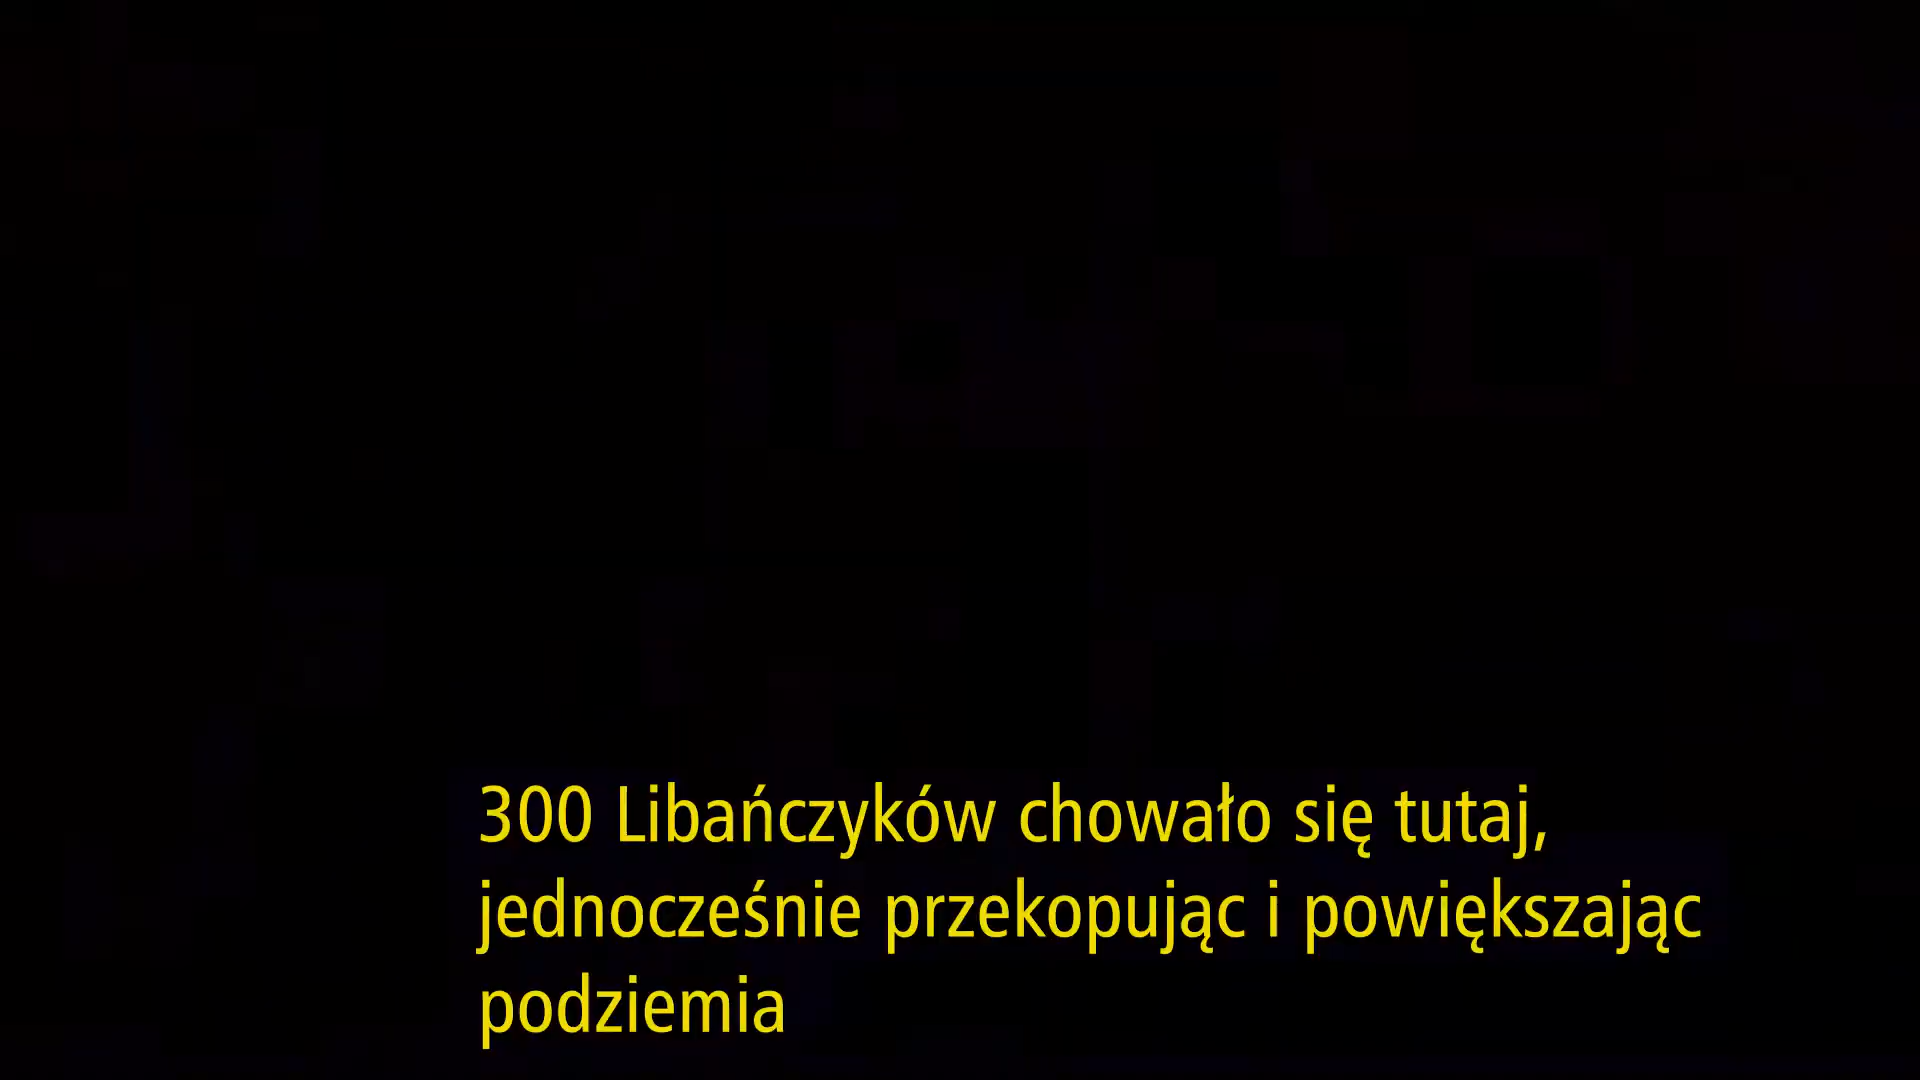 300 Libańczyków chowało się tutaj,
jednocześnie przekopując i powiększając
podziemia